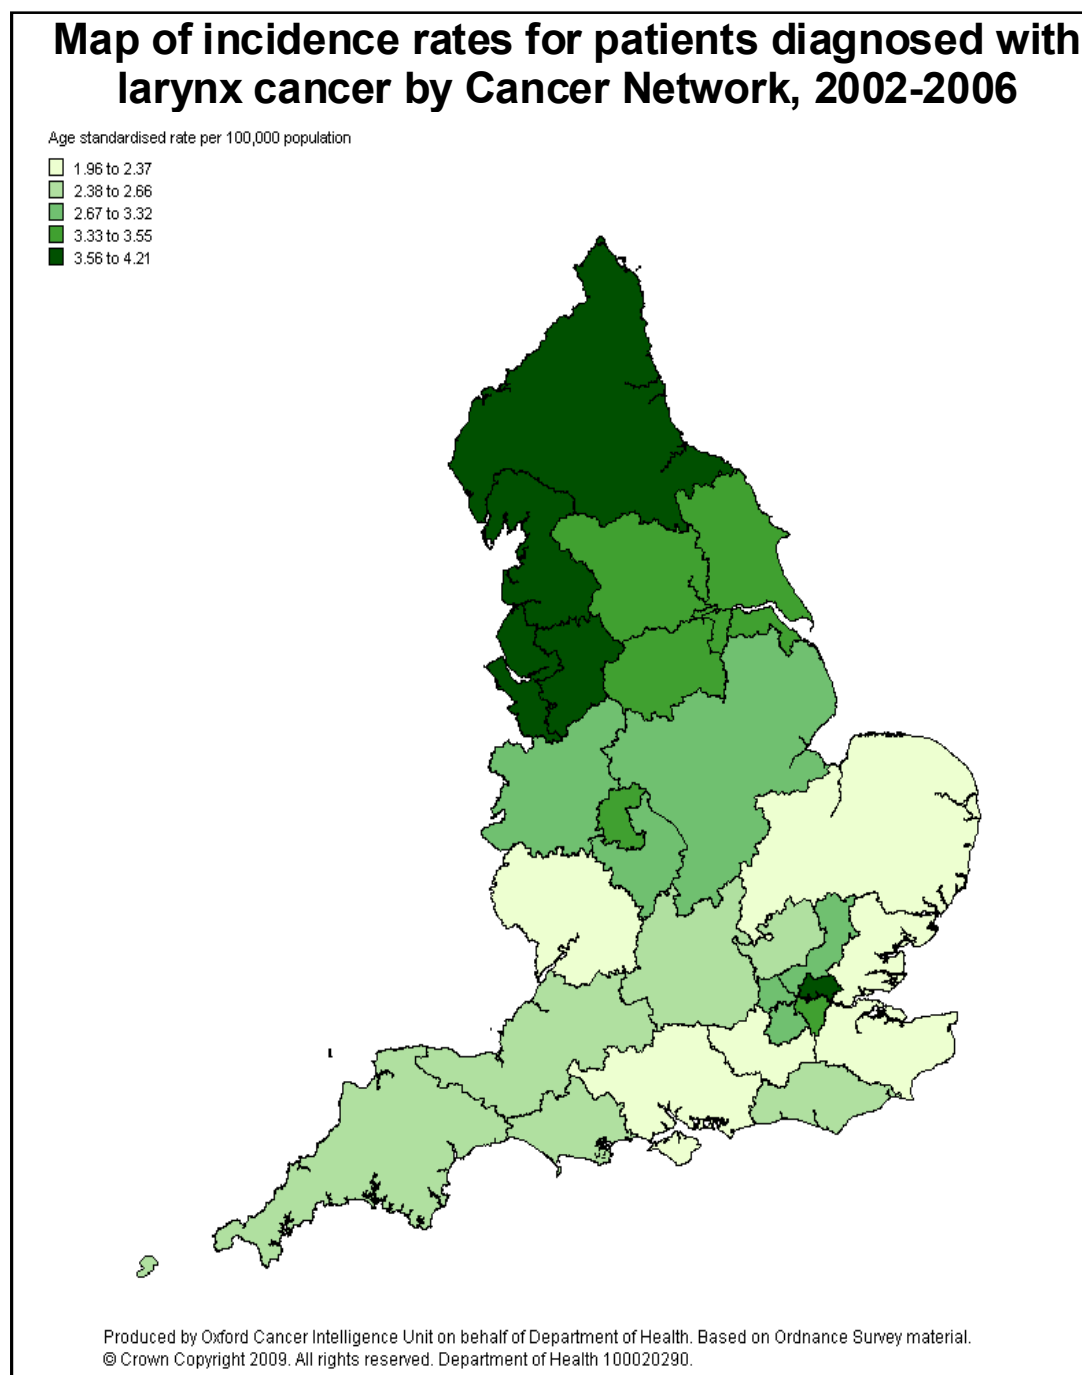 Map of incidence rates for patients diagnosed with
larynx cancer by Cancer Network, 2002-2006
Age standardised rate per 100,000 population
1.96 to 2.37
2.38 to 2.66
2.67 to 3.32
3.33 to 3.55
3.56 to 4.21
Produced by Oxford Cancer Intelligence Unit on behalf of Department of Health. Based on Ordnance Survey material.
© Crown Copyright 2009. All rights reserved. Department of Health 100020290.